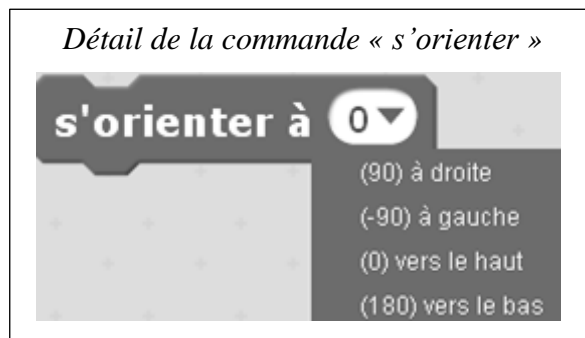 Détail de la commande « s'orienter »
s'orienter à 0
(90) à droite
(-90) à gauche
(0) vers le haut
(180) vers le bas